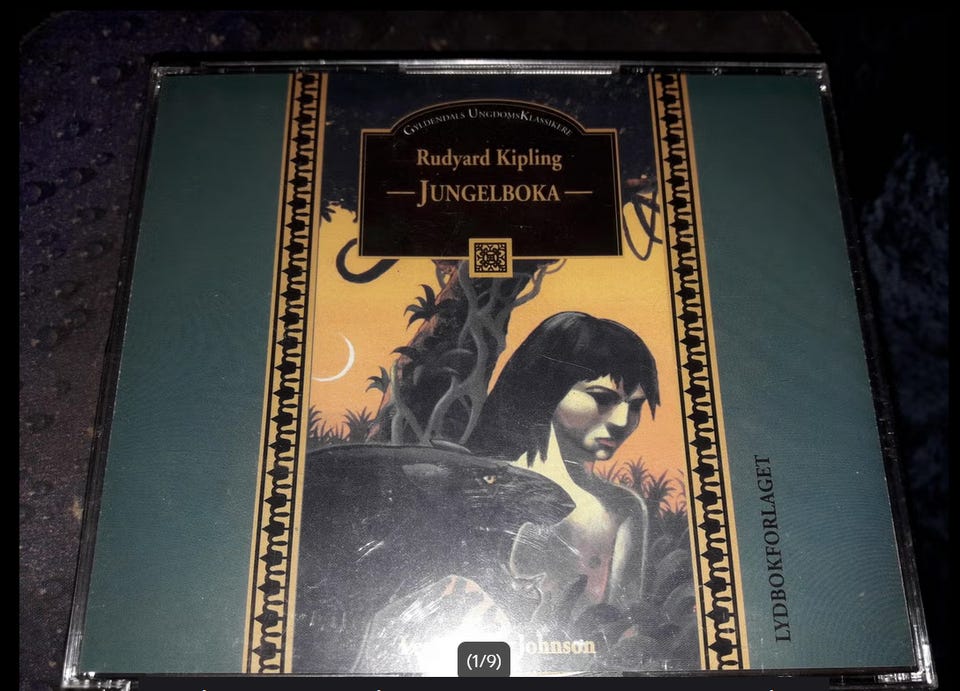 GYLDENDALS UNGDOMSKLASSIKERE
Rudyard Kipling
JUNGELBOKA
LYDBOKFORLAGET
Johnson
(1/9)